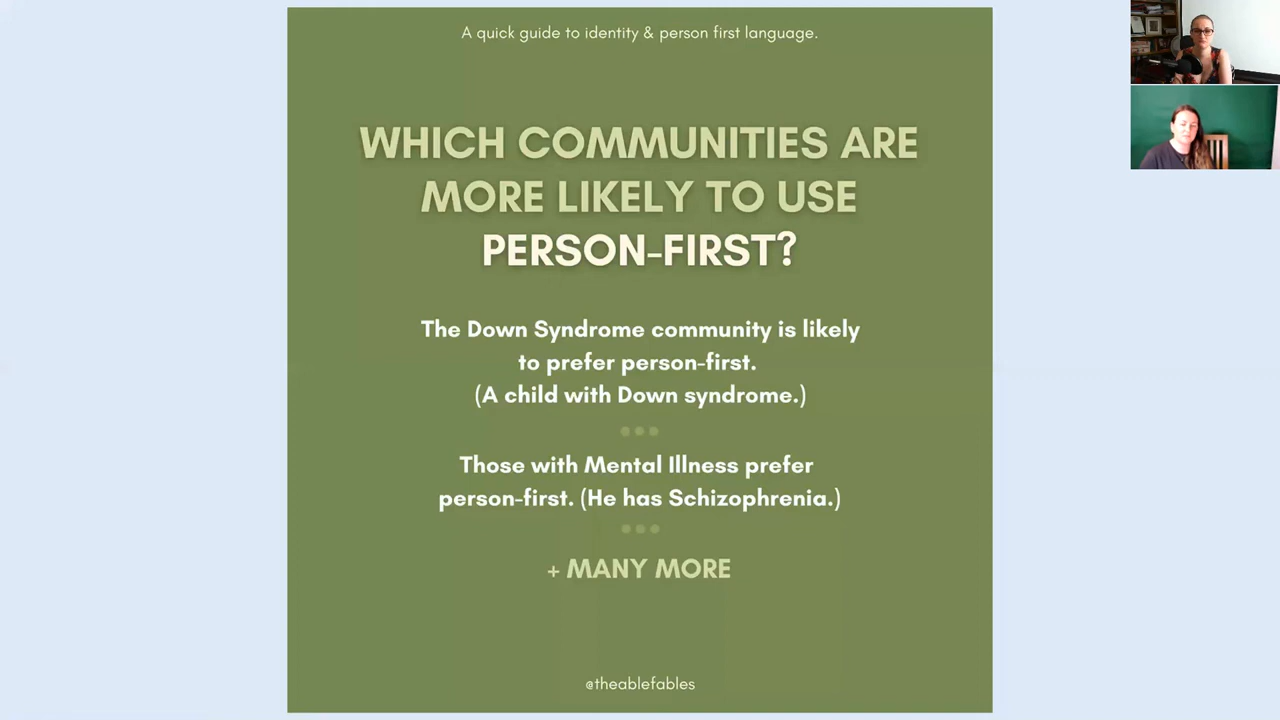 A quick guide to identity & person first language.
WHICH COMMUNITIES ARE
MORE LIKELY TO USE
PERSON-FIRST?
The Down Syndrome community is likely
to prefer person-first.
(A child with Down syndrome.)
Those with Mental Illness prefer
person-first. (He has Schizophrenia.)
+ MANY MORE
@theablefables